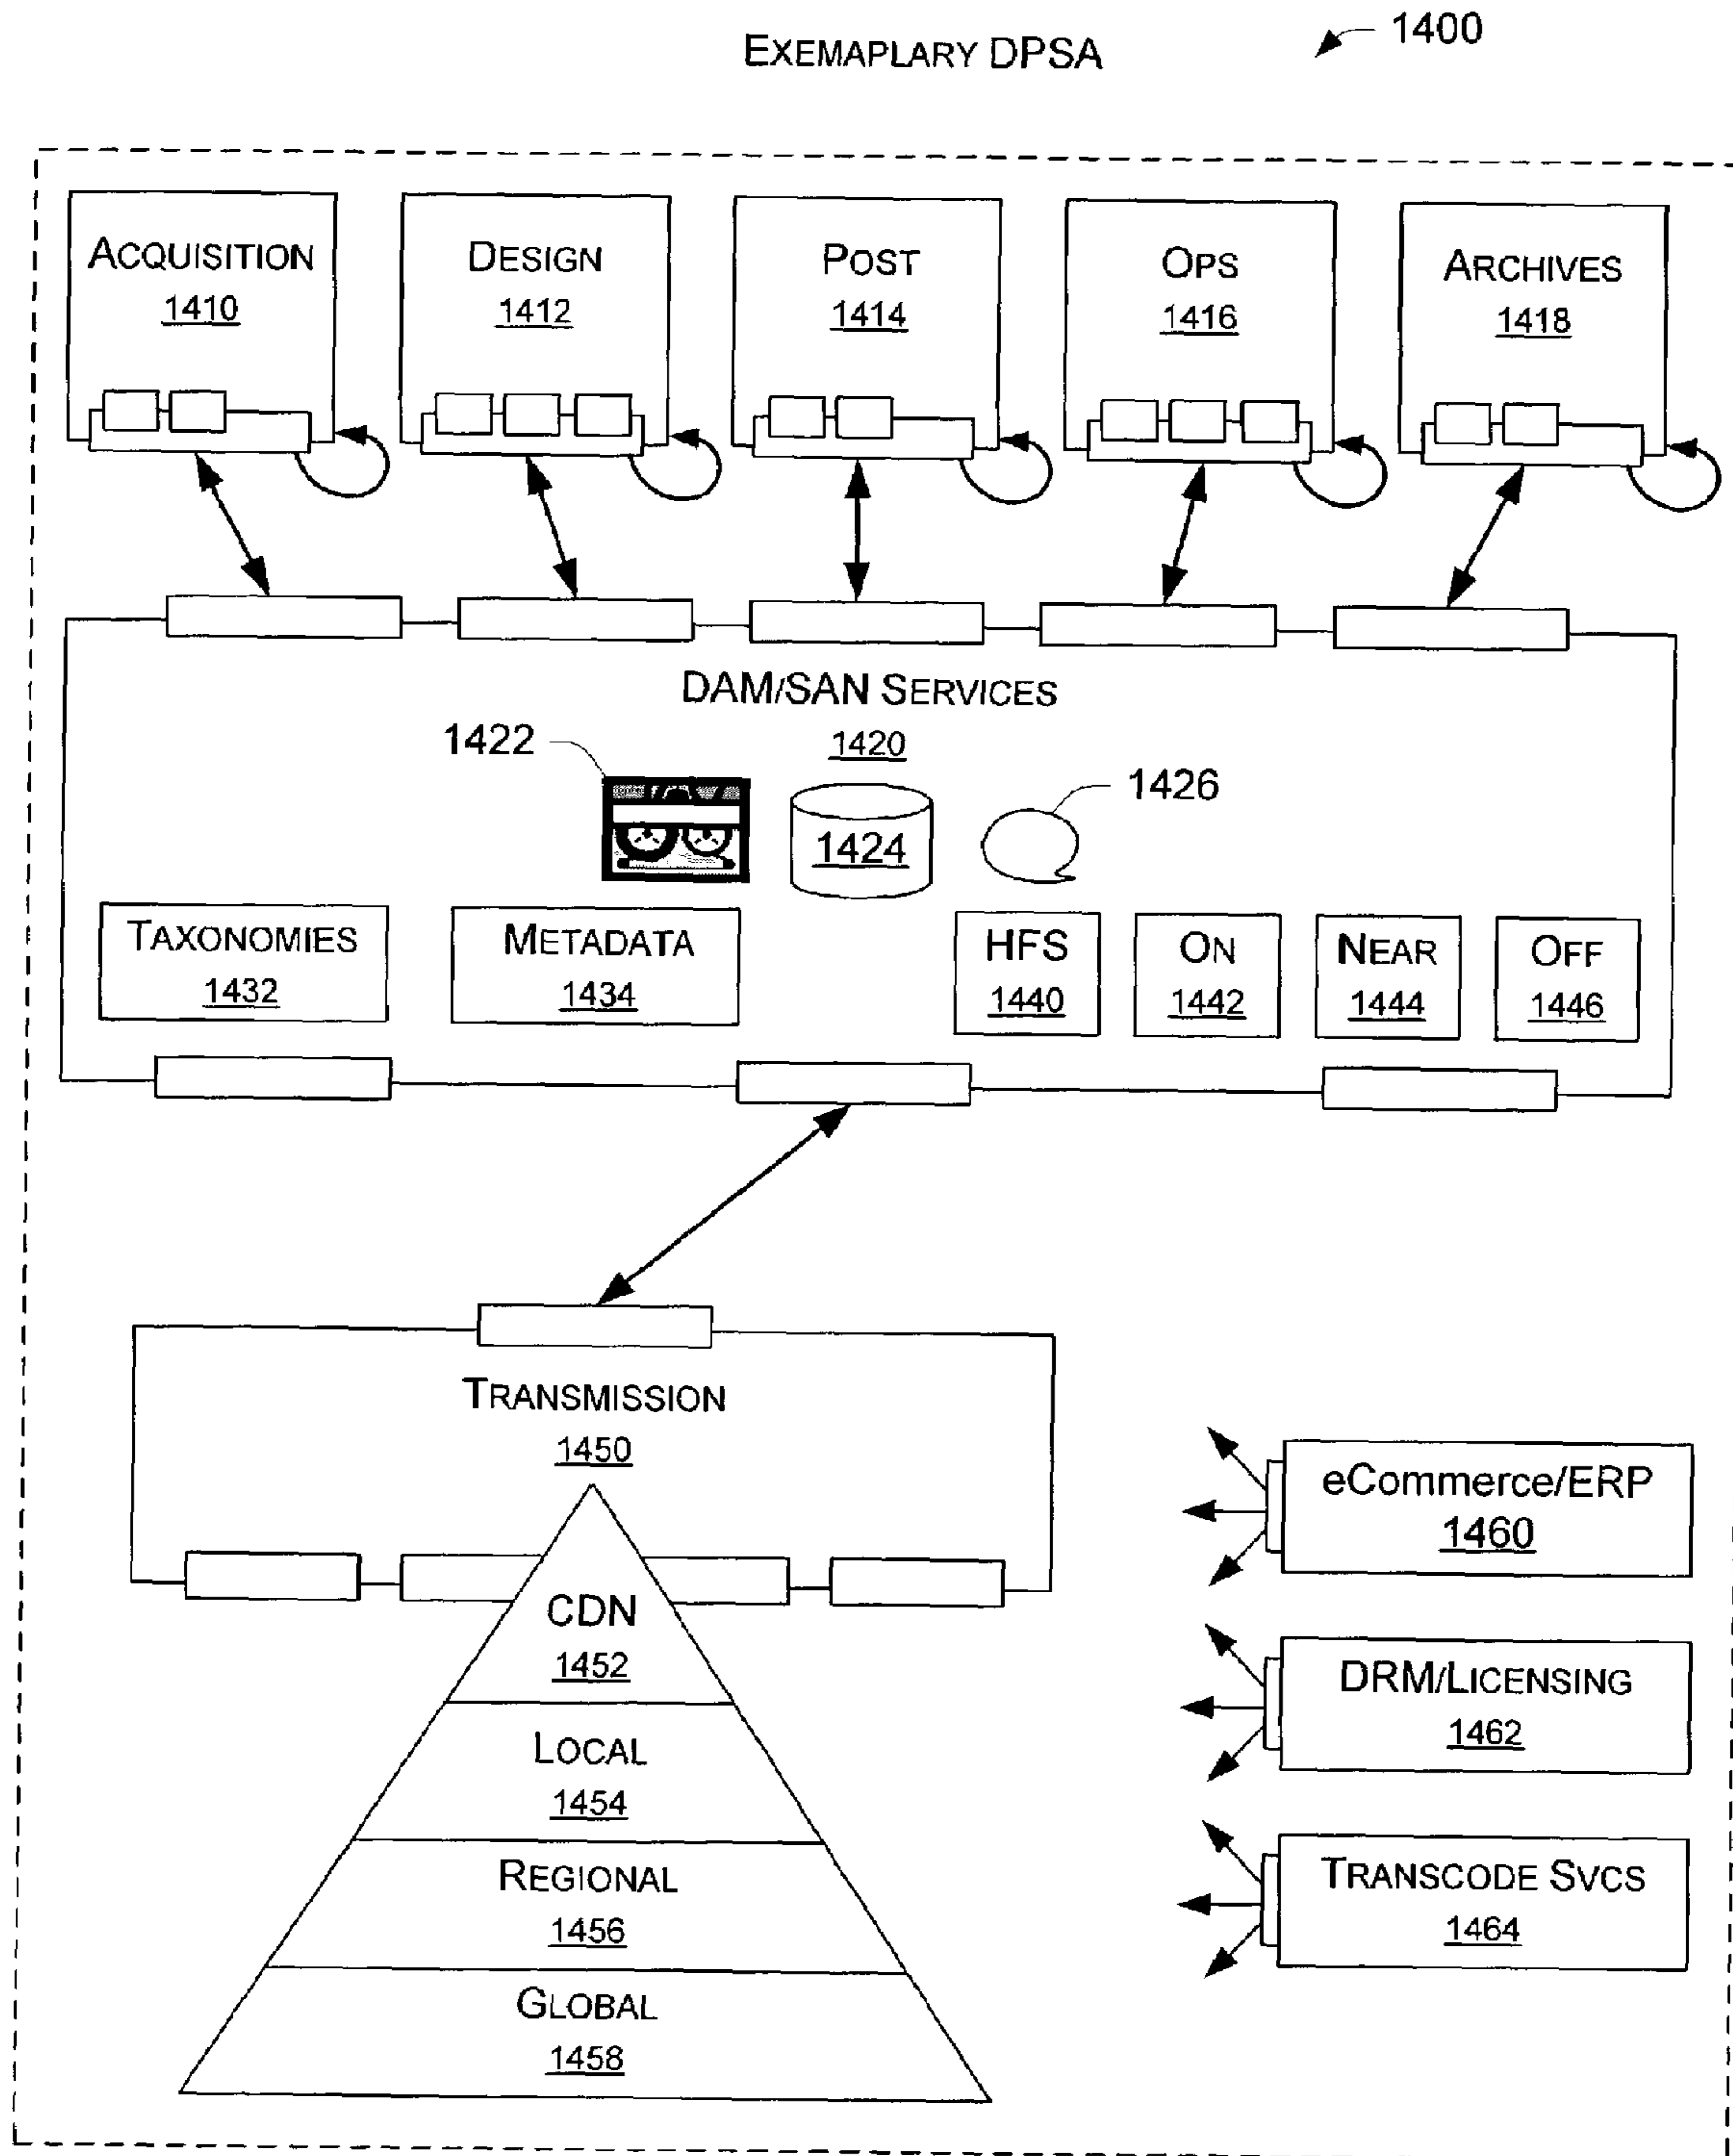 EXEMAPLARY DPSA
1400
ACQUISITION
1410
DESIGN
1412
POST
1414
OPS
1416
ARCHIVES
1418
DAM/SAN SERVICES
1420
1422
1424
1426
TAXONOMIES
1432
METADATA
1434
HFS
1440
ON
1442
NEAR
1444
OFF
1446
TRANSMISSION
1450
CDN
1452
LOCAL
1454
REGIONAL
1456
GLOBAL
1458
eCommerce/ERP
1460
DRM/LICENSING
1462
TRANSCODE SVCS
1464